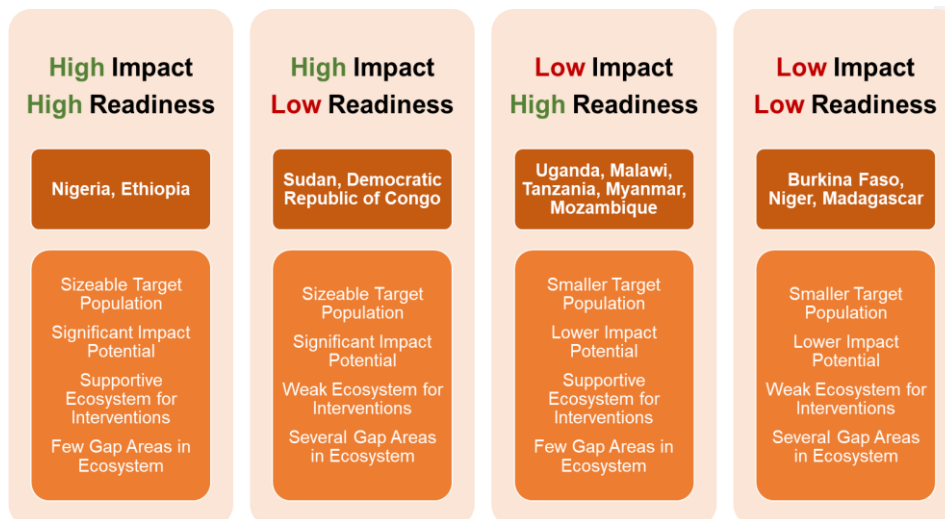 High Impact
High Readiness
Nigeria, Ethiopia
Sizeable Target
Population
Significant Impact
Potential
Supportive
Ecosystem for
Interventions
Few Gap Areas in
Ecosystem
High Impact
Low Readiness
Sudan, Democratic
Republic of Congo
Sizeable Target
Population
Significant Impact
Potential
Weak Ecosystem for
Interventions
Several Gap Areas
in Ecosystem
Low Impact
High Readiness
Uganda, Malawi,
Tanzania, Myanmar,
Mozambique
Smaller Target
Population
Lower Impact
Potential
Supportive
Ecosystem for
Interventions
Few Gap Areas in
Ecosystem
Low Impact
Low Readiness
Burkina Faso,
Niger, Madagascar
Smaller Target
Population
Lower Impact
Potential
Weak Ecosystem for
Interventions
Several Gap Areas
in Ecosystem